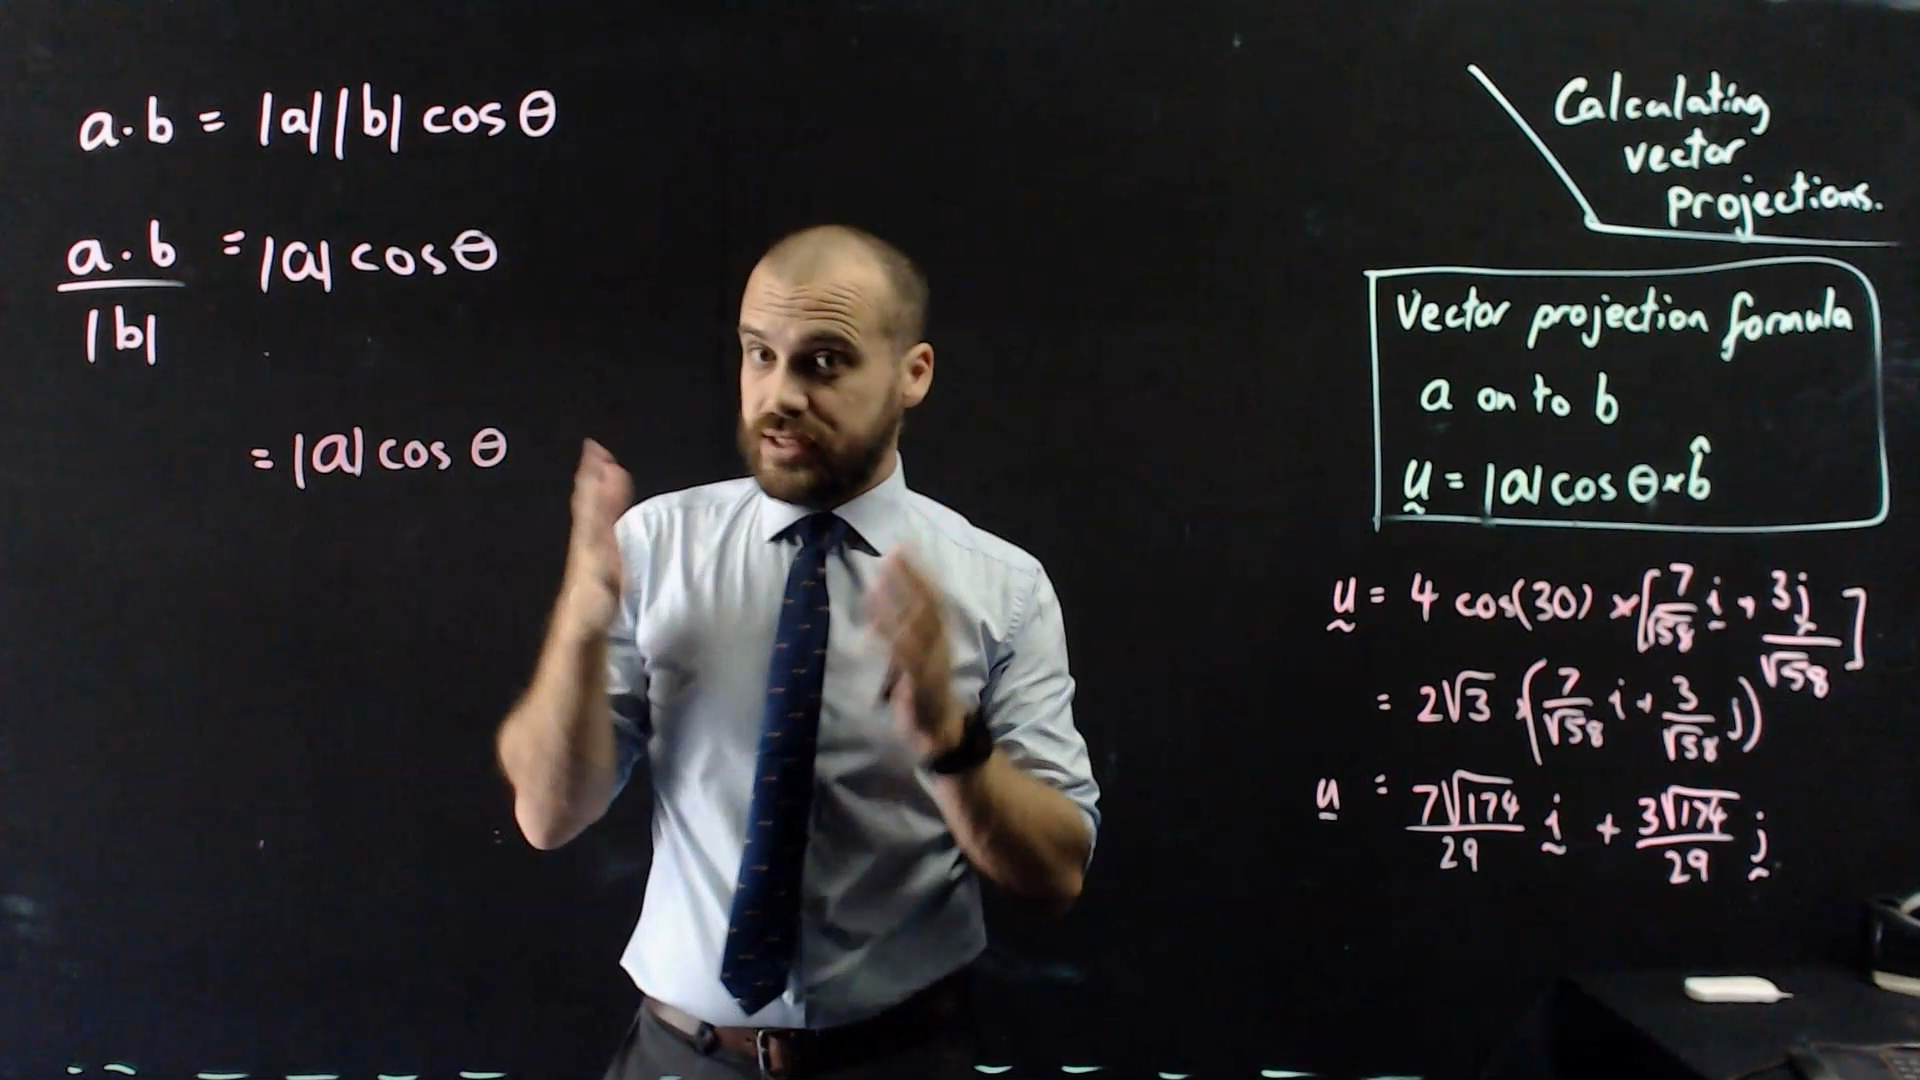 a · b = |a| |b| cos θ
a · b / |b| = |a| cos θ
= |a| cos θ
Calculating
vector
projections.
Vector projection formula
a on to b
u = |a| cos θ × b̂
u = 4 cos(30) × [7/√58 i + 3j/√58]
= 2√3 × (7/√58 i + 3/√58 j)
u = 7√174/29 i + 3√174/29 j